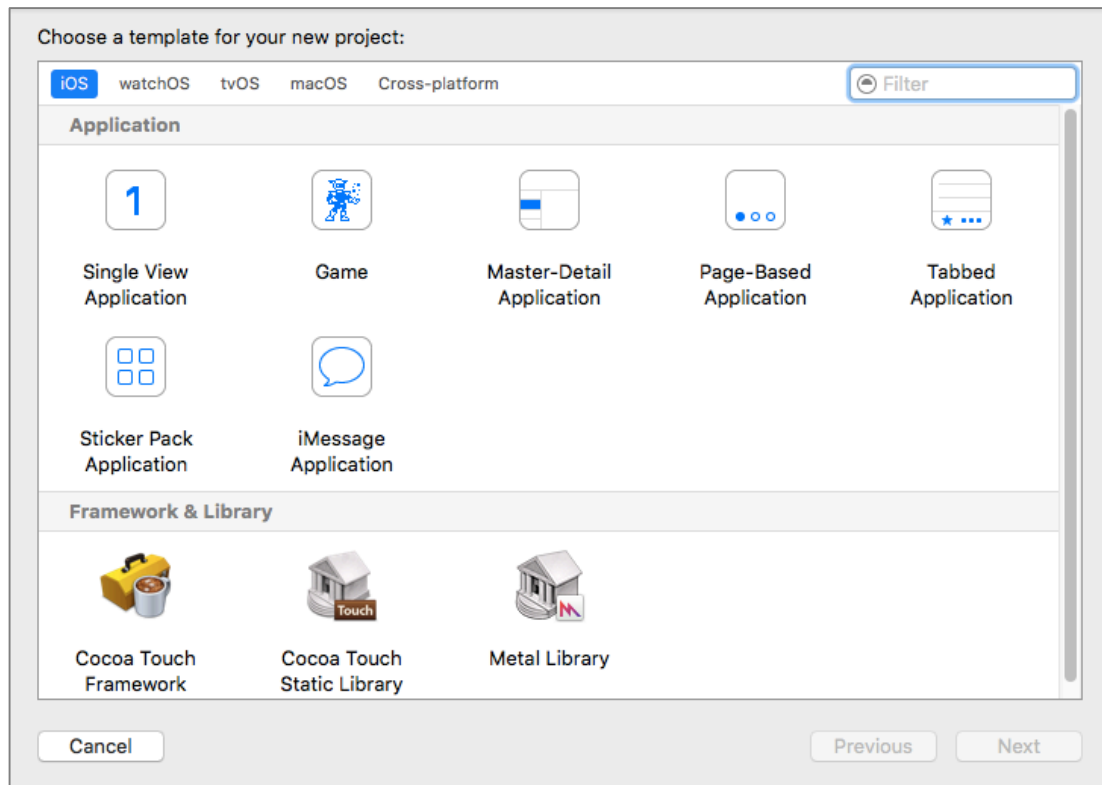 Choose a template for your new project:
iOS watchOS tvOS macOS Cross-platform Filter
Application
1
Single View Game Master-Detail Page-Based Tabbed
Application Application Application Application
Sticker Pack iMessage
Application Application
Framework & Library
Touch
Cocoa Touch Cocoa Touch Metal Library
Framework Static Library
Cancel Previous Next